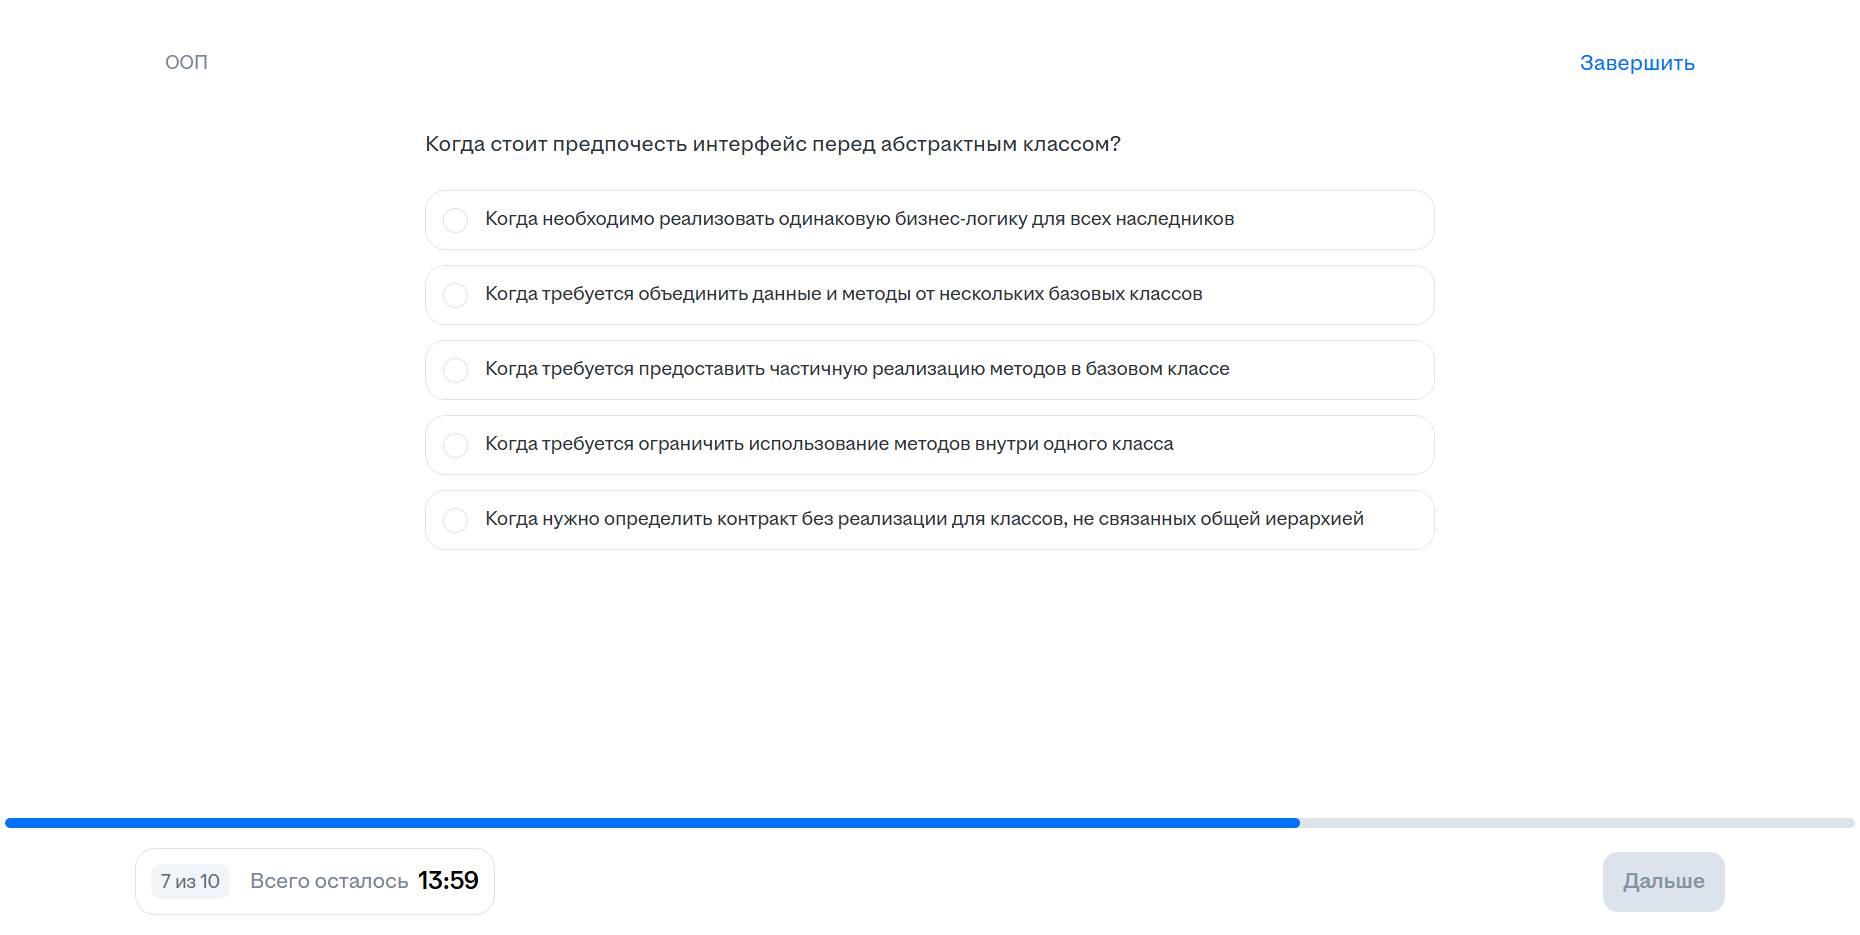 ООП
Завершить
Когда стоит предпочесть интерфейс перед абстрактным классом?
Когда необходимо реализовать одинаковую бизнес-логику для всех наследников
Когда требуется объединить данные и методы от нескольких базовых классов
Когда требуется предоставить частичную реализацию методов в базовом классе
Когда требуется ограничить использование методов внутри одного класса
Когда нужно определить контракт без реализации для классов, не связанных общей иерархией
7 из 10 Всего осталось 13:59
Дальше